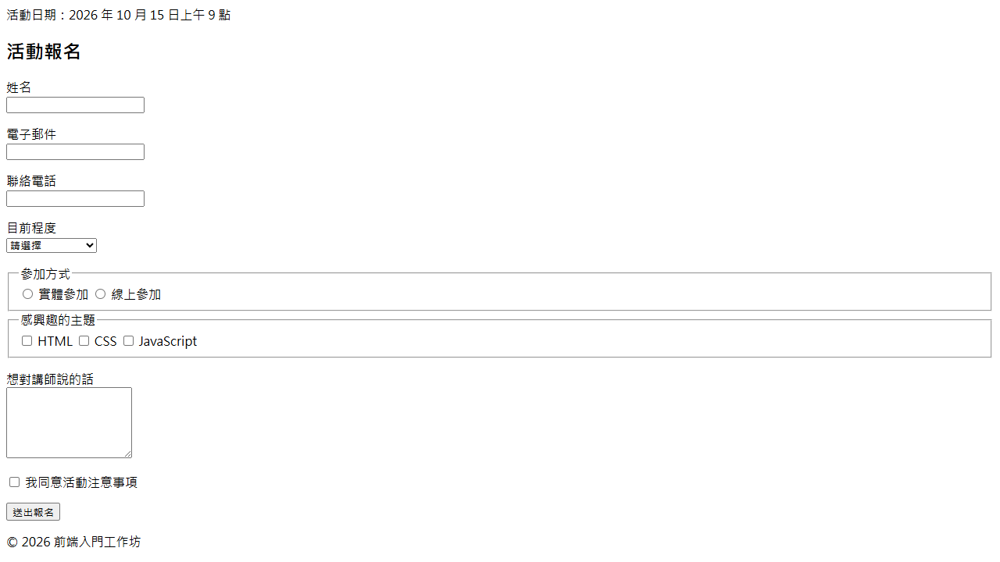 活動日期：2026 年 10 月 15 日上午 9 點
活動報名
姓名
電子郵件
聯絡電話
目前程度
請選擇
參加方式
實體參加 線上參加
感興趣的主題
HTML CSS JavaScript
想對講師說的話
我同意活動注意事項
送出報名
© 2026 前端入門工作坊